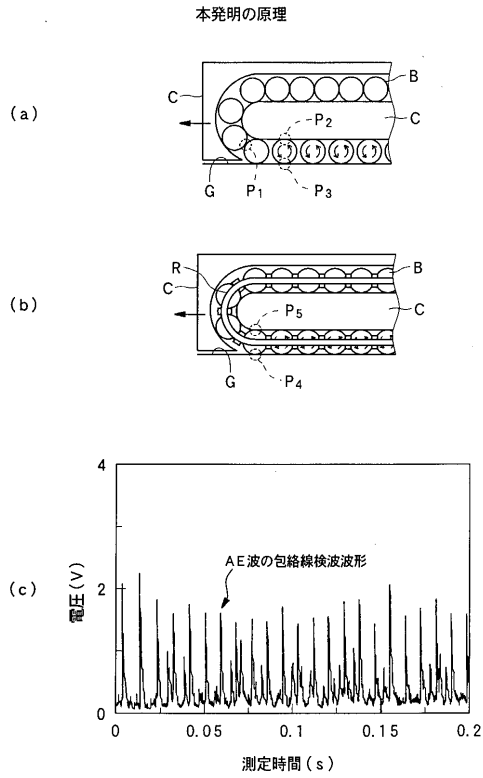 本発明の原理
(a)
C
B
C
P2
G
P1
P3
(b)
R
C
B
C
P5
G
P4
(c)
4
2
0
電圧(V)
AE波の包絡線検波波形
0
0.05
0.1
0.15
0.2
測定時間(s)